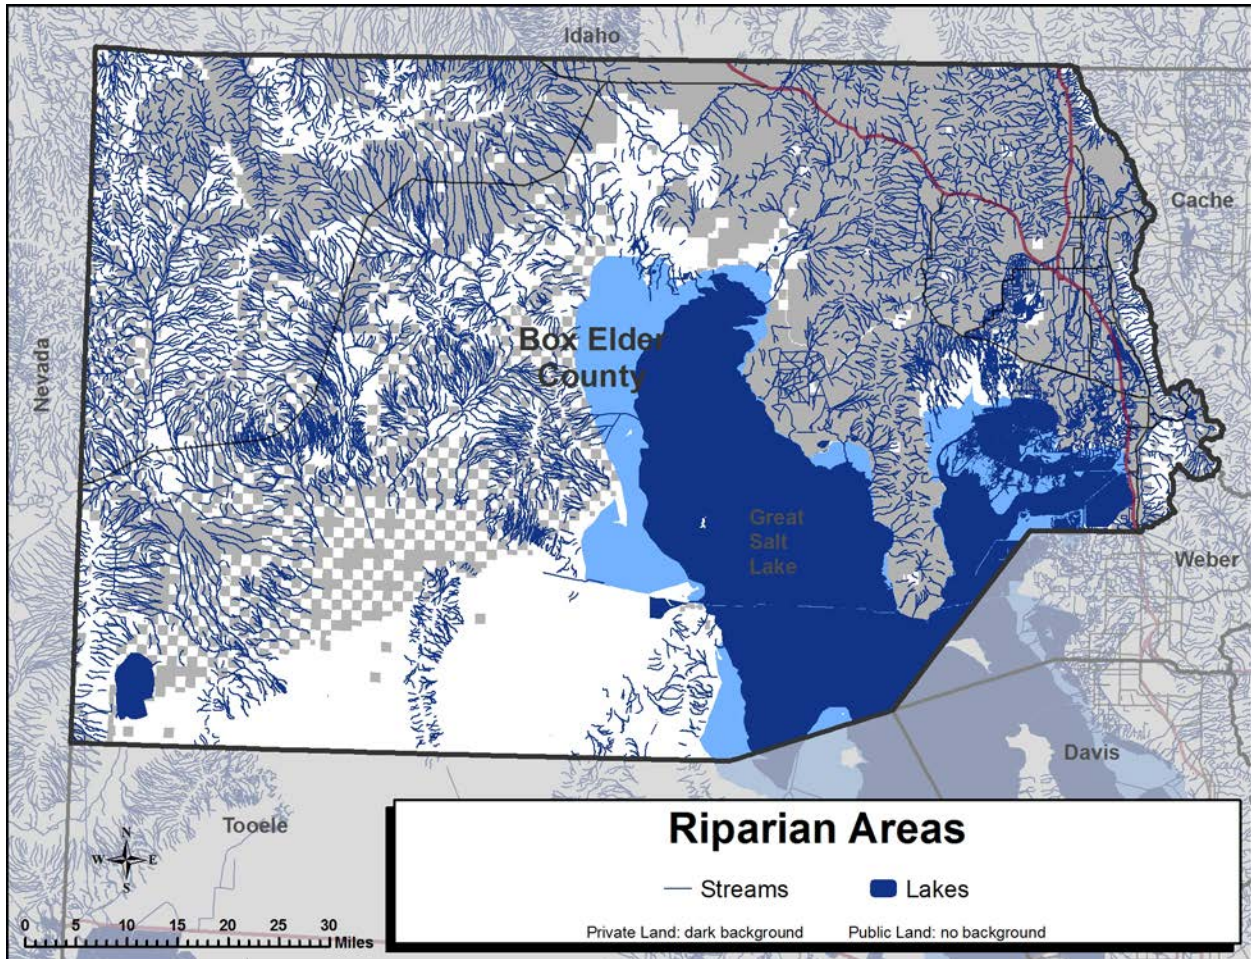 Idaho
Cache
Nevada
Box Elder
County
Great
Salt
Lake
Weber
Davis
Tooele
N
W E
S
0 5 10 15 20 25 30
Miles
Riparian Areas
Streams Lakes
Private Land: dark background Public Land: no background